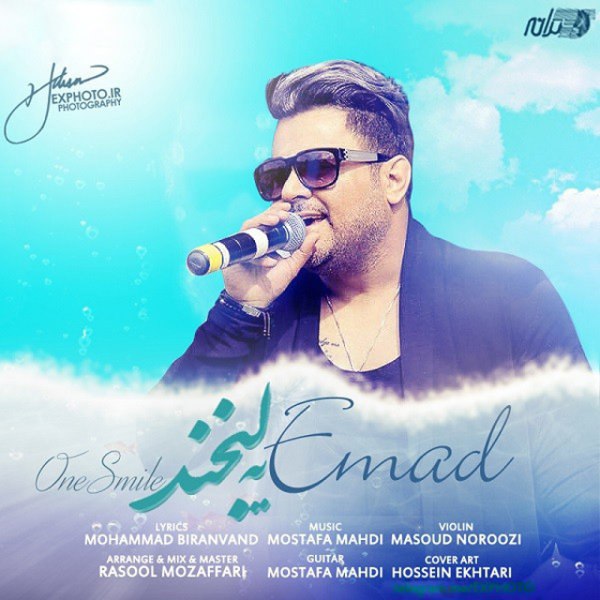 ترانه
EXPHOTO.IR
PHOTOGRAPHY
یه لبخند
Emad
One Smile
LYRICS
MOHAMMAD BIRANVAND
MUSIC
MOSTAFA MAHDI
VIOLIN
MASOUD NOROOZI
ARRANGE & MIX & MASTER
RASOOL MOZAFFARI
GUITAR
MOSTAFA MAHDI
COVER ART
HOSSEIN EKHTARI